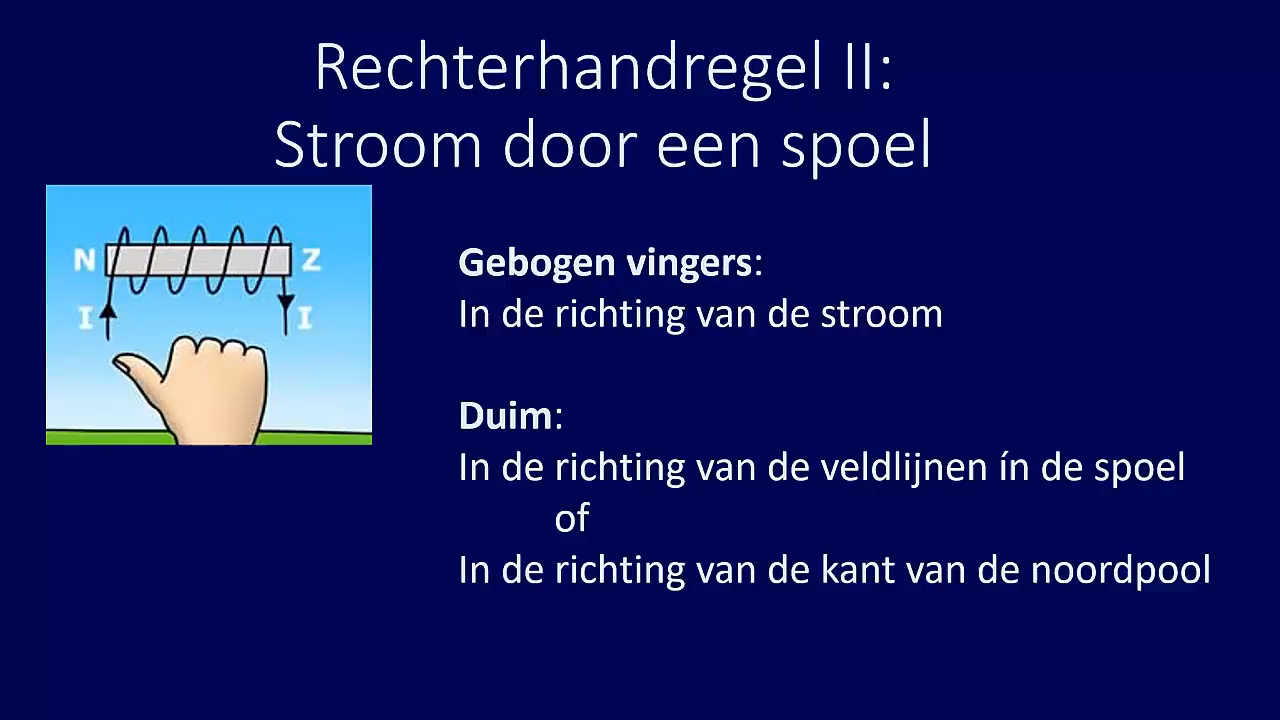 Rechterhandregel II:
Stroom door een spoel
N
Z
I
I
Gebogen vingers:
In de richting van de stroom
Duim:
In de richting van de veldlijnen ín de spoel
of
In de richting van de kant van de noordpool